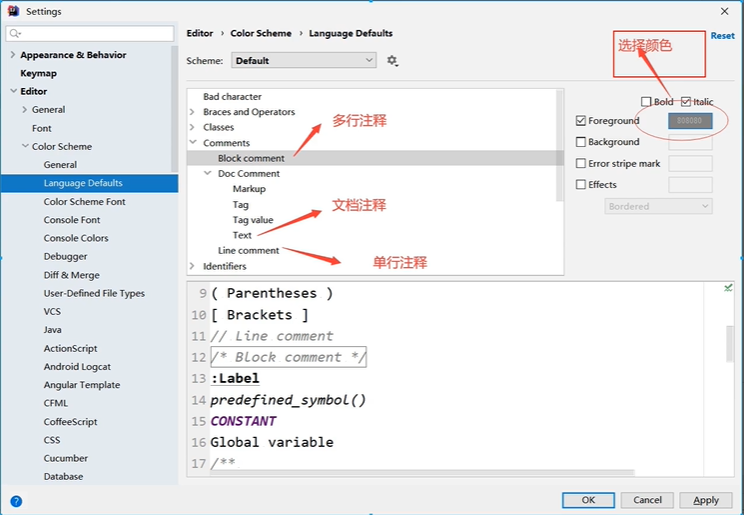 Settings
Appearance & Behavior
Keymap
Editor
General
Font
Color Scheme
General
Language Defaults
Color Scheme Font
Console Font
Console Colors
Debugger
Diff & Merge
User-Defined File Types
VCS
Java
ActionScript
Android Logcat
Angular Template
CFML
CoffeeScript
CSS
Cucumber
Database
Editor › Color Scheme › Language Defaults
Reset
Scheme: Default
选择颜色
Bad character
Braces and Operators
Classes
Comments
Block comment
Doc Comment
Markup
Tag
Tag value
Text
Line comment
Identifiers
多行注释
文档注释
单行注释
Bold Italic
Foreground 808080
Background
Error stripe mark
Effects
Bordered
9 ( Parentheses )
10 [ Brackets ]
11 // Line comment
12 /* Block comment */
13 :Label
14 predefined_symbol()
15 CONSTANT
16 Global variable
17 /**
?
OK Cancel Apply